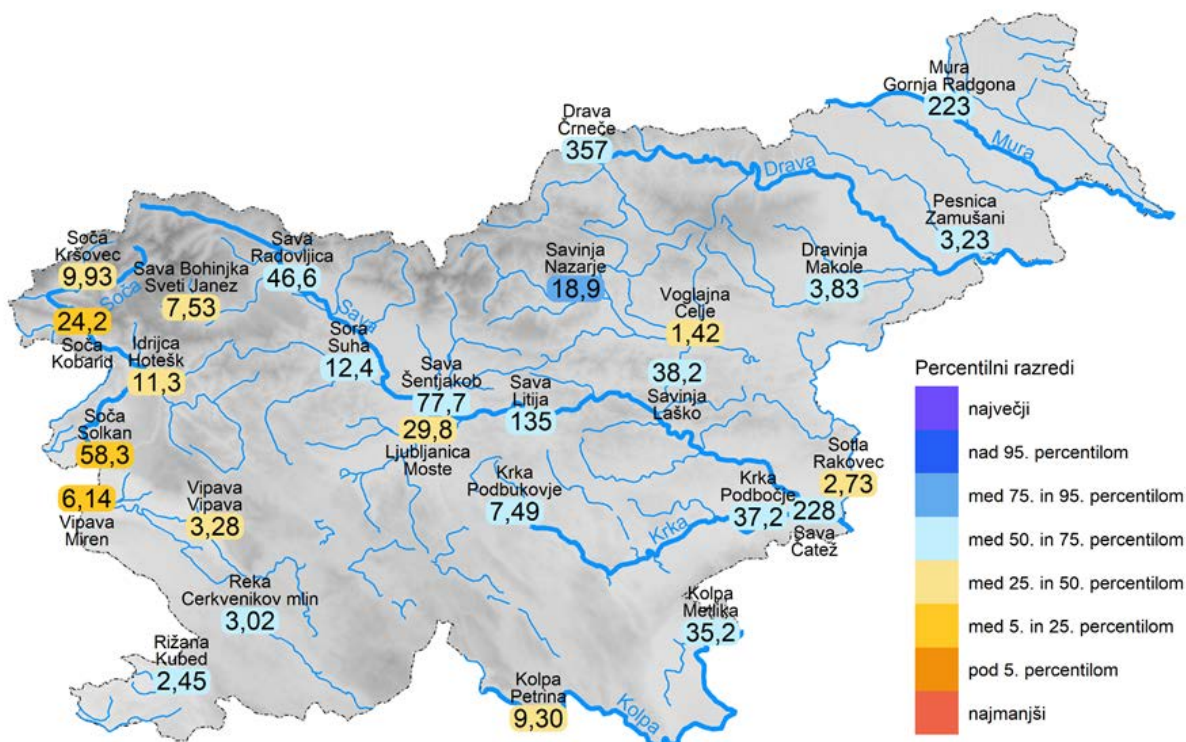 Mura
Gornja Radgona
223
Mura
Drava
Črneče
357
Drava
Pesnica
Zamušani
3,23
Soča
Kršovec
9,93
Sava Bohinjka
Sveti Janez
7,53
Sava
Radovljica
46,6
Savinja
Nazarje
18,9
Dravinja
Makole
3,83
Voglajna
Celje
1,42
Soča
24,2
Soča
Kobarid
Idrijca
Hotešk
11,3
Sava
Sora
Suha
12,4
Sava
Šentjakob
77,7
Sava
Litija
135
38,2
Savinja
Laško
29,8
Ljubljanica
Moste
Soča
Solkan
58,3
6,14
Vipava
Miren
Vipava
Vipava
3,28
Krka
Podbukovje
7,49
Krka
Krka
Podbočje
37,2
Sotla
Rakovec
2,73
228
Sava
Čatež
Reka
Cerkvenikov mlin
3,02
Rižana
Kubed
2,45
Kolpa
Metlika
35,2
Kolpa
Petrina
9,30
Kolpa
Percentilni razredi
največji
nad 95. percentilom
med 75. in 95. percentilom
med 50. in 75. percentilom
med 25. in 50. percentilom
med 5. in 25. percentilom
pod 5. percentilom
najmanjši